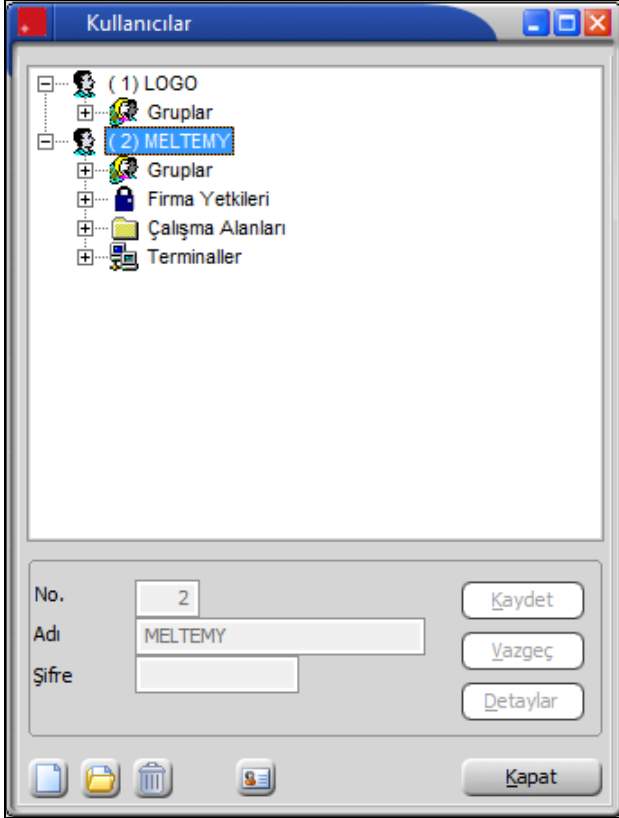 Kullanıcılar
( 1) LOGO
Gruplar
( 2) MELTEMY
Gruplar
Firma Yetkileri
Çalışma Alanları
Terminaller
No. 2
Kaydet
Adı MELTEMY
Vazgeç
Şifre
Detaylar
Kapat